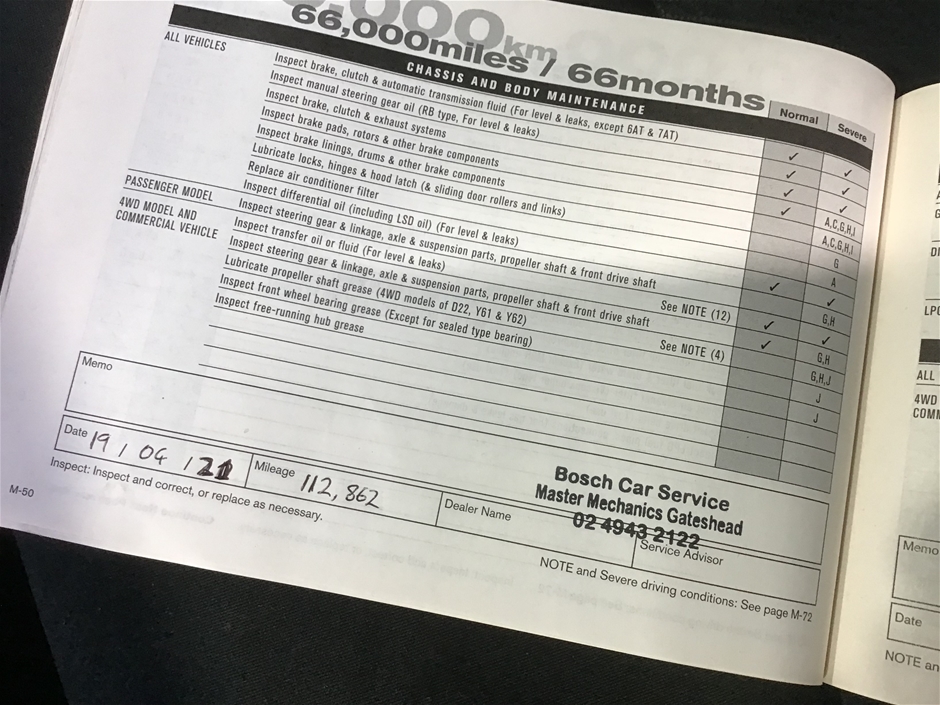 000 km
66,000miles / 66months
CHASSIS AND BODY MAINTENANCE
Normal
Severe
ALL VEHICLES
Inspect brake, clutch & automatic transmission fluid (For level & leaks, except 6AT & 7AT)
✓
✓
Inspect manual steering gear oil (RB type, For level & leaks)
✓
✓
Inspect brake, clutch & exhaust systems
✓
✓
Inspect brake pads, rotors & other brake components
✓
A,C,G,H,I
Inspect brake linings, drums & other brake components
A,C,G,H,I
Lubricate locks, hinges & hood latch (& sliding door rollers and links)
G
Replace air conditioner filter
A
PASSENGER MODEL
Inspect differential oil (including LSD oil) (For level & leaks)
✓
✓
Inspect steering gear & linkage, axle & suspension parts, propeller shaft & front drive shaft
G,H
4WD MODEL AND
COMMERCIAL VEHICLE
Inspect transfer oil or fluid (For level & leaks)
See NOTE (12)
✓
✓
Inspect steering gear & linkage, axle & suspension parts, propeller shaft & front drive shaft
✓
G,H
Lubricate propeller shaft grease (4WD models of D22, Y61 & Y62)
See NOTE (4)
G,H,J
Inspect front wheel bearing grease (Except for sealed type bearing)
J
Inspect free-running hub grease
J
Memo
Date 19 / 04 / 21
Mileage 112,862
Dealer Name
Bosch Car Service
Master Mechanics Gateshead
02 4943 2122
Service Advisor
Inspect: Inspect and correct, or replace as necessary.
NOTE and Severe driving conditions: See page M-72
M-50
LP
ALL
4WD
COM
Memo
Date
NOTE an